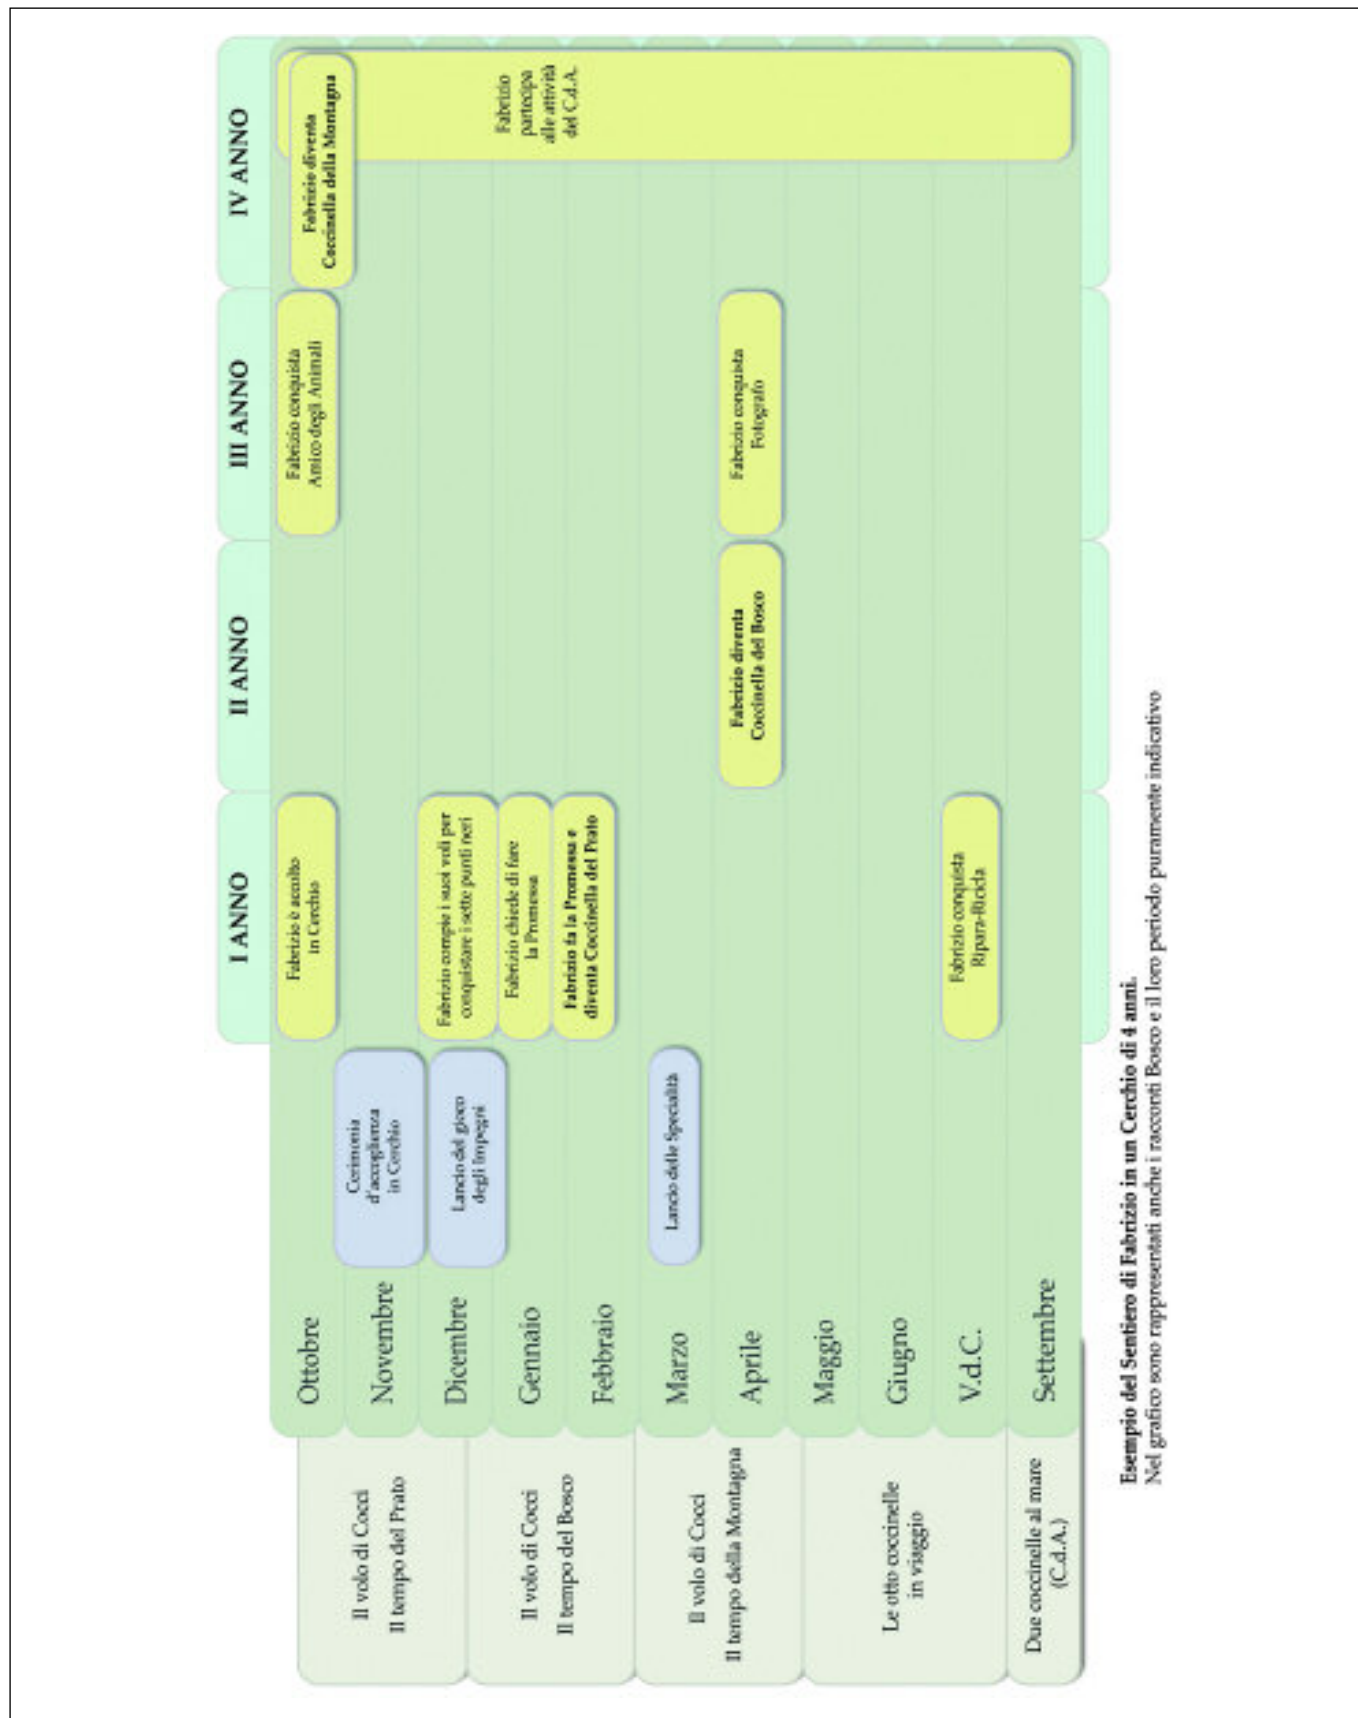 I ANNO
II ANNO
III ANNO
IV ANNO
Il volo di Cocci
Il tempo del Prato
Il volo di Cocci
Il tempo del Bosco
Il volo di Cocci
Il tempo della Montagna
Le otto coccinelle
in viaggio
Due coccinelle al mare
(C.d.A.)
Ottobre
Novembre
Dicembre
Gennaio
Febbraio
Marzo
Aprile
Maggio
Giugno
V.d.C.
Settembre
Cerimonia
d'accoglienza
in Cerchio
Lancio del gioco
degli Impegni
Lancio delle Specialità
Fabrizio è accolto
in Cerchio
Fabrizio compie i suoi voli per
conquistare i sette punti neri
Fabrizio chiede di fare
la Promessa
Fabrizio fa la Promessa e
diventa Coccinella del Prato
Fabrizio conquista
Ripara-Ricicla
Fabrizio diventa
Coccinella del Bosco
Fabrizio conquista
Amico degli Animali
Fabrizio conquista
Fotografo
Fabrizio diventa
Coccinella della Montagna
Fabrizio
partecipa
alle attività
del C.d.A.
Esempio del Sentiero di Fabrizio in un Cerchio di 4 anni.
Nel grafico sono rappresentati anche i racconti Bosco e il loro periodo puramente indicativo